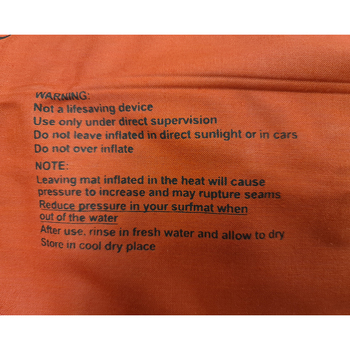 WARNING:
Not a lifesaving device
Use only under direct supervision
Do not leave inflated in direct sunlight or in cars
Do not over inflate
NOTE:
Leaving mat inflated in the heat will cause
pressure to increase and may rupture seams
Reduce pressure in your surfmat when
out of the water
After use, rinse in fresh water and allow to dry
Store in cool dry place